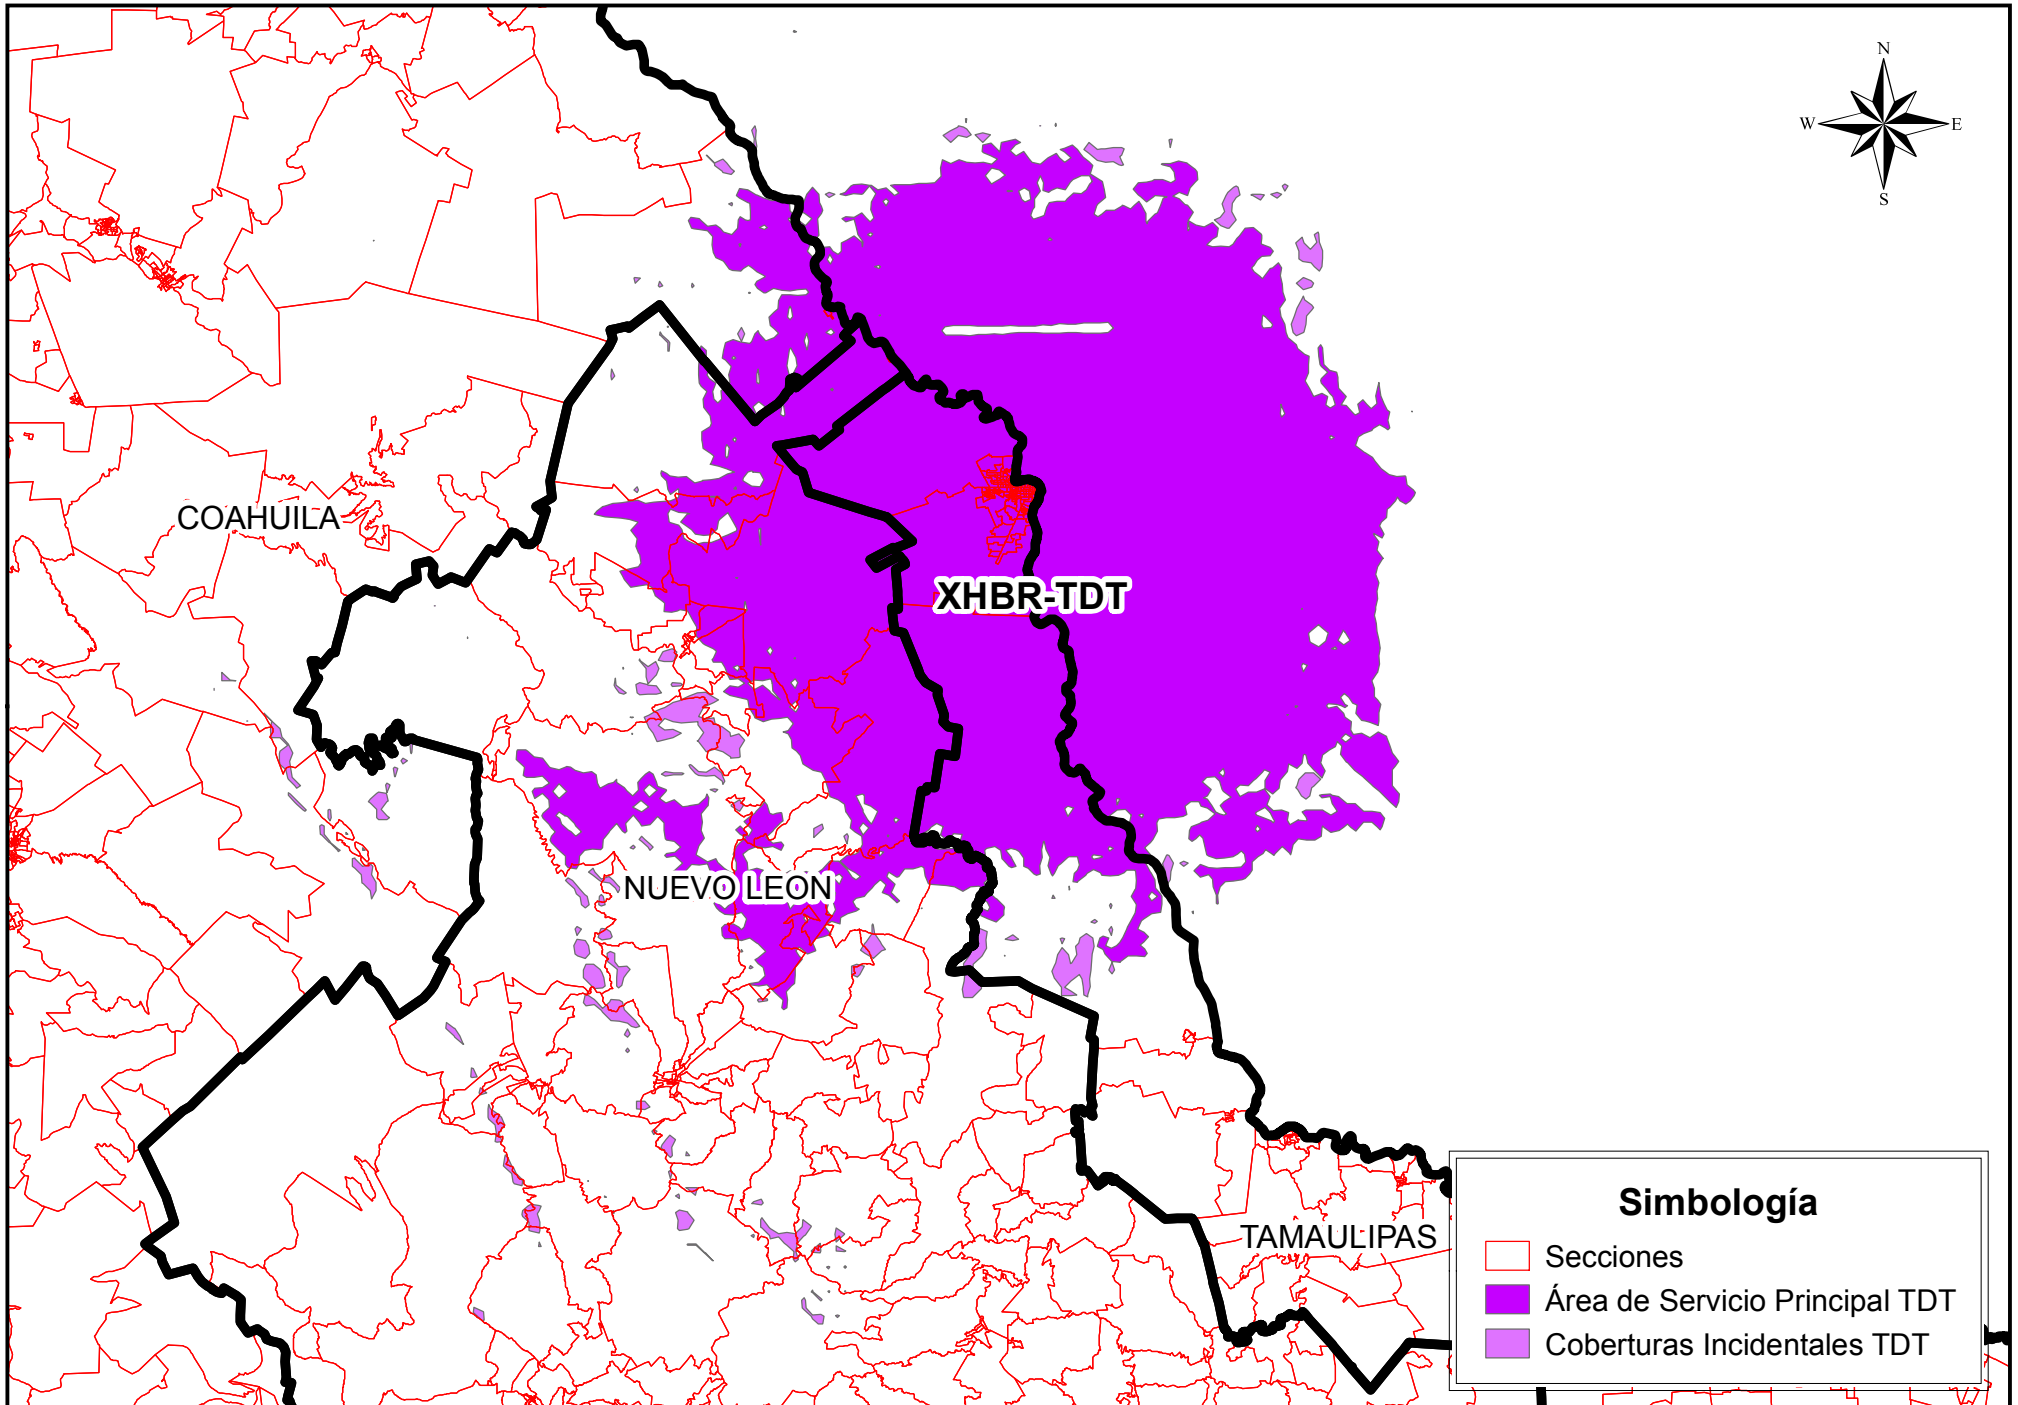 N
W E
S
COAHUILA
XHBR-TDT
NUEVO LEON
TAMAULIPAS
Simbología
Secciones
Área de Servicio Principal TDT
Coberturas Incidentales TDT